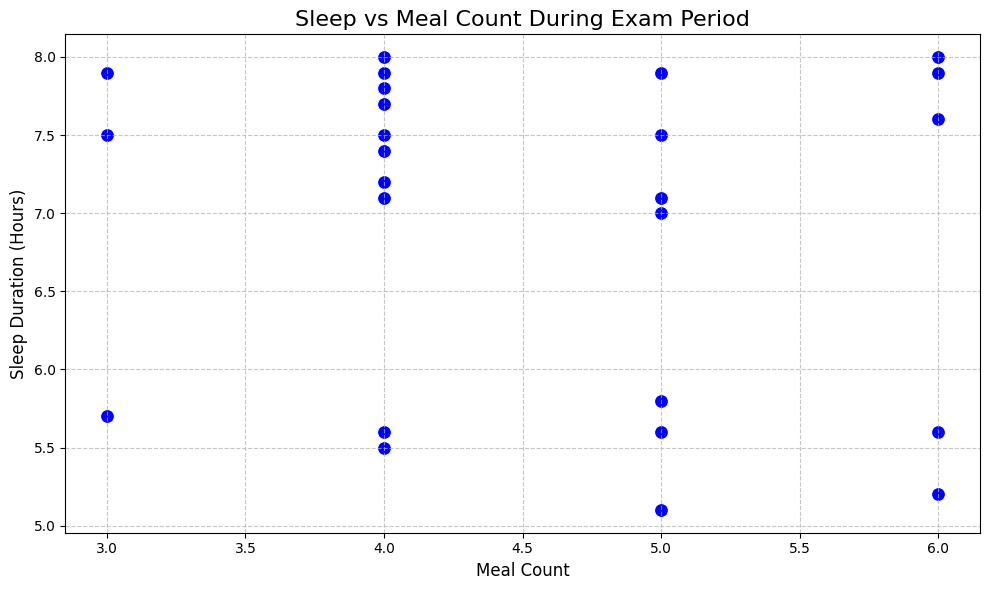 Sleep vs Meal Count During Exam Period
8.0
7.5
7.0
6.5
6.0
5.5
5.0
Sleep Duration (Hours)
3.0 3.5 4.0 4.5 5.0 5.5 6.0
Meal Count